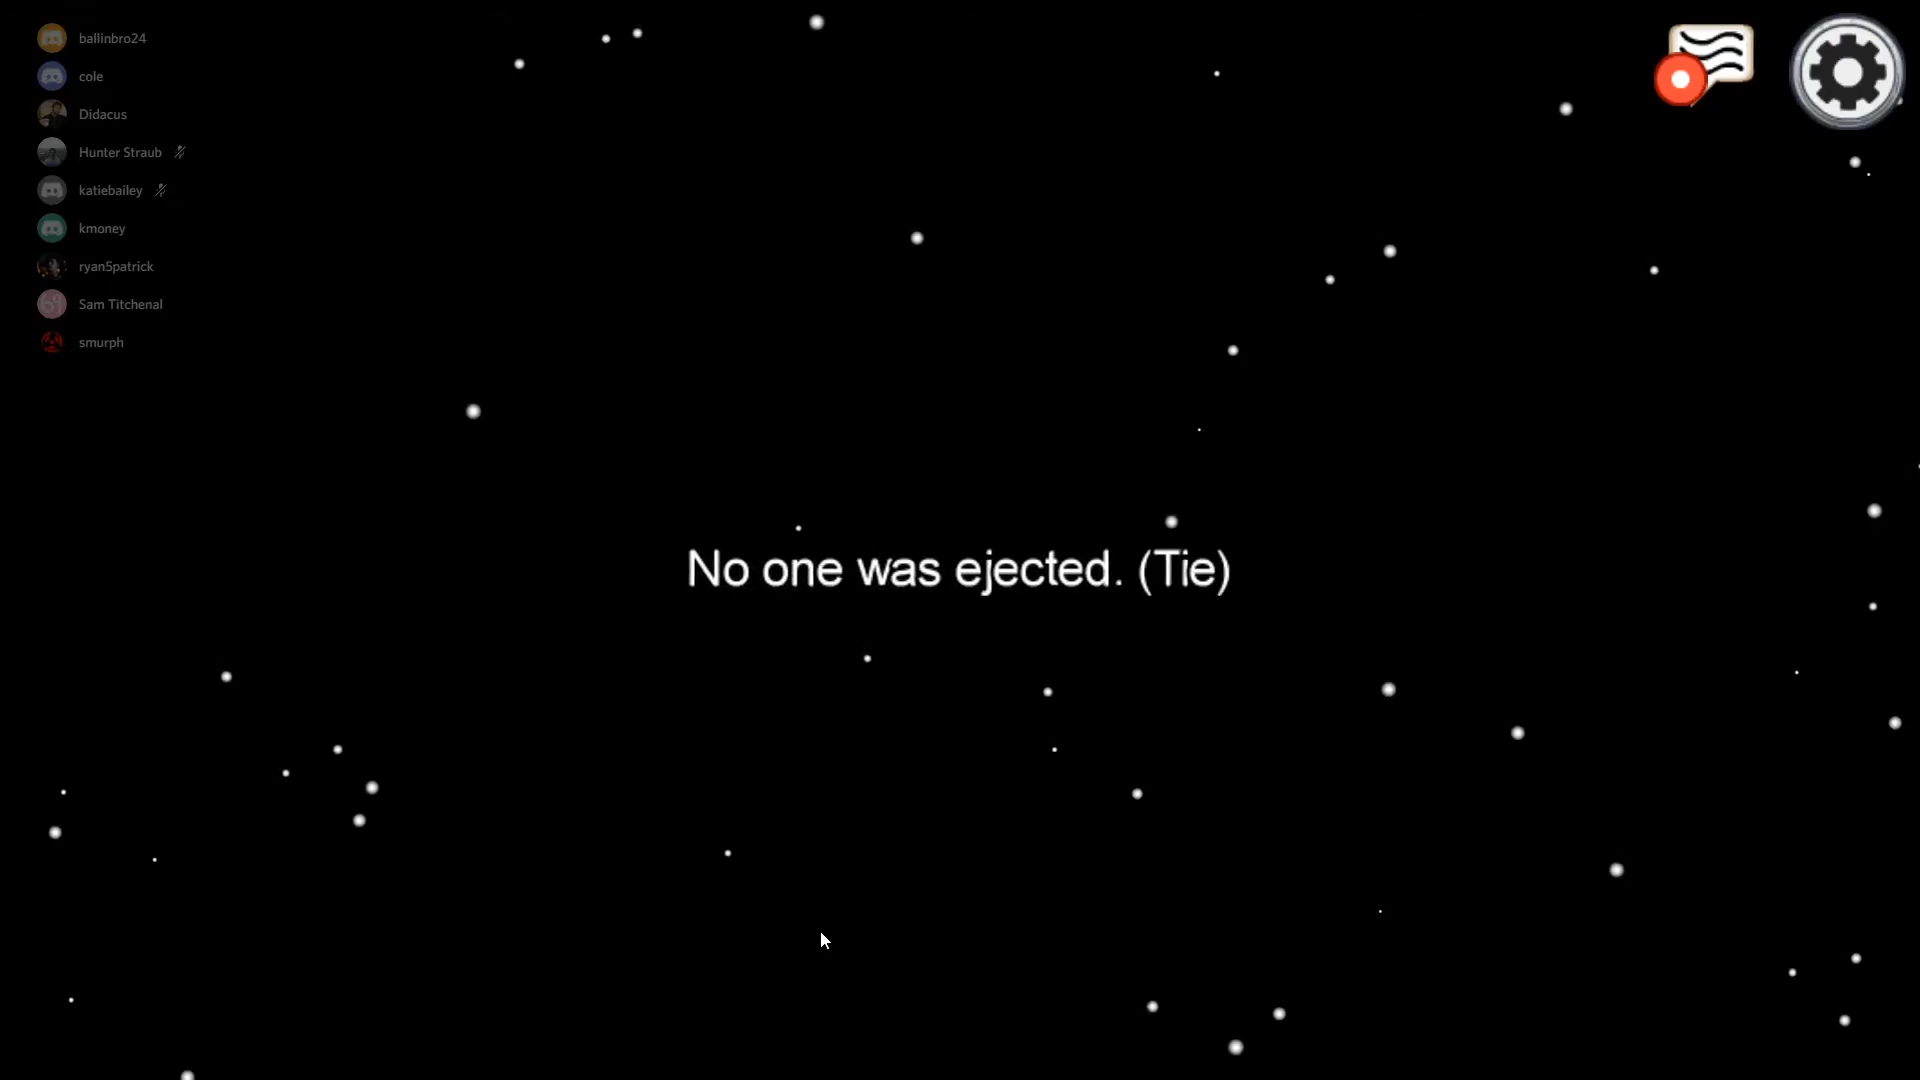 ballinbro24
cole
Didacus
Hunter Straub
katiebailey
kmoney
ryan5patrick
Sam Titchenal
smurph
No one was ejected. (Tie)